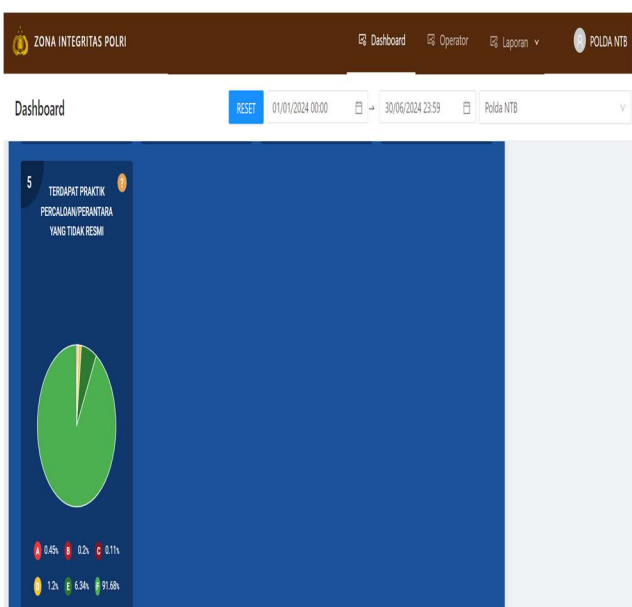 ZONA INTEGRITAS POLRI
Dashboard
Operator
Laporan
POLDA NTB
Dashboard
RESET
01/01/2024 00:00
30/06/2024 23:59
Polda NTB
5
TERDAPAT PRAKTIK
PERCALOAN/PERANTARA
YANG TIDAK RESMI
?
A 0.45% B 0.2% C 0.11%
D 1.2% E 6.34% F 91.68%